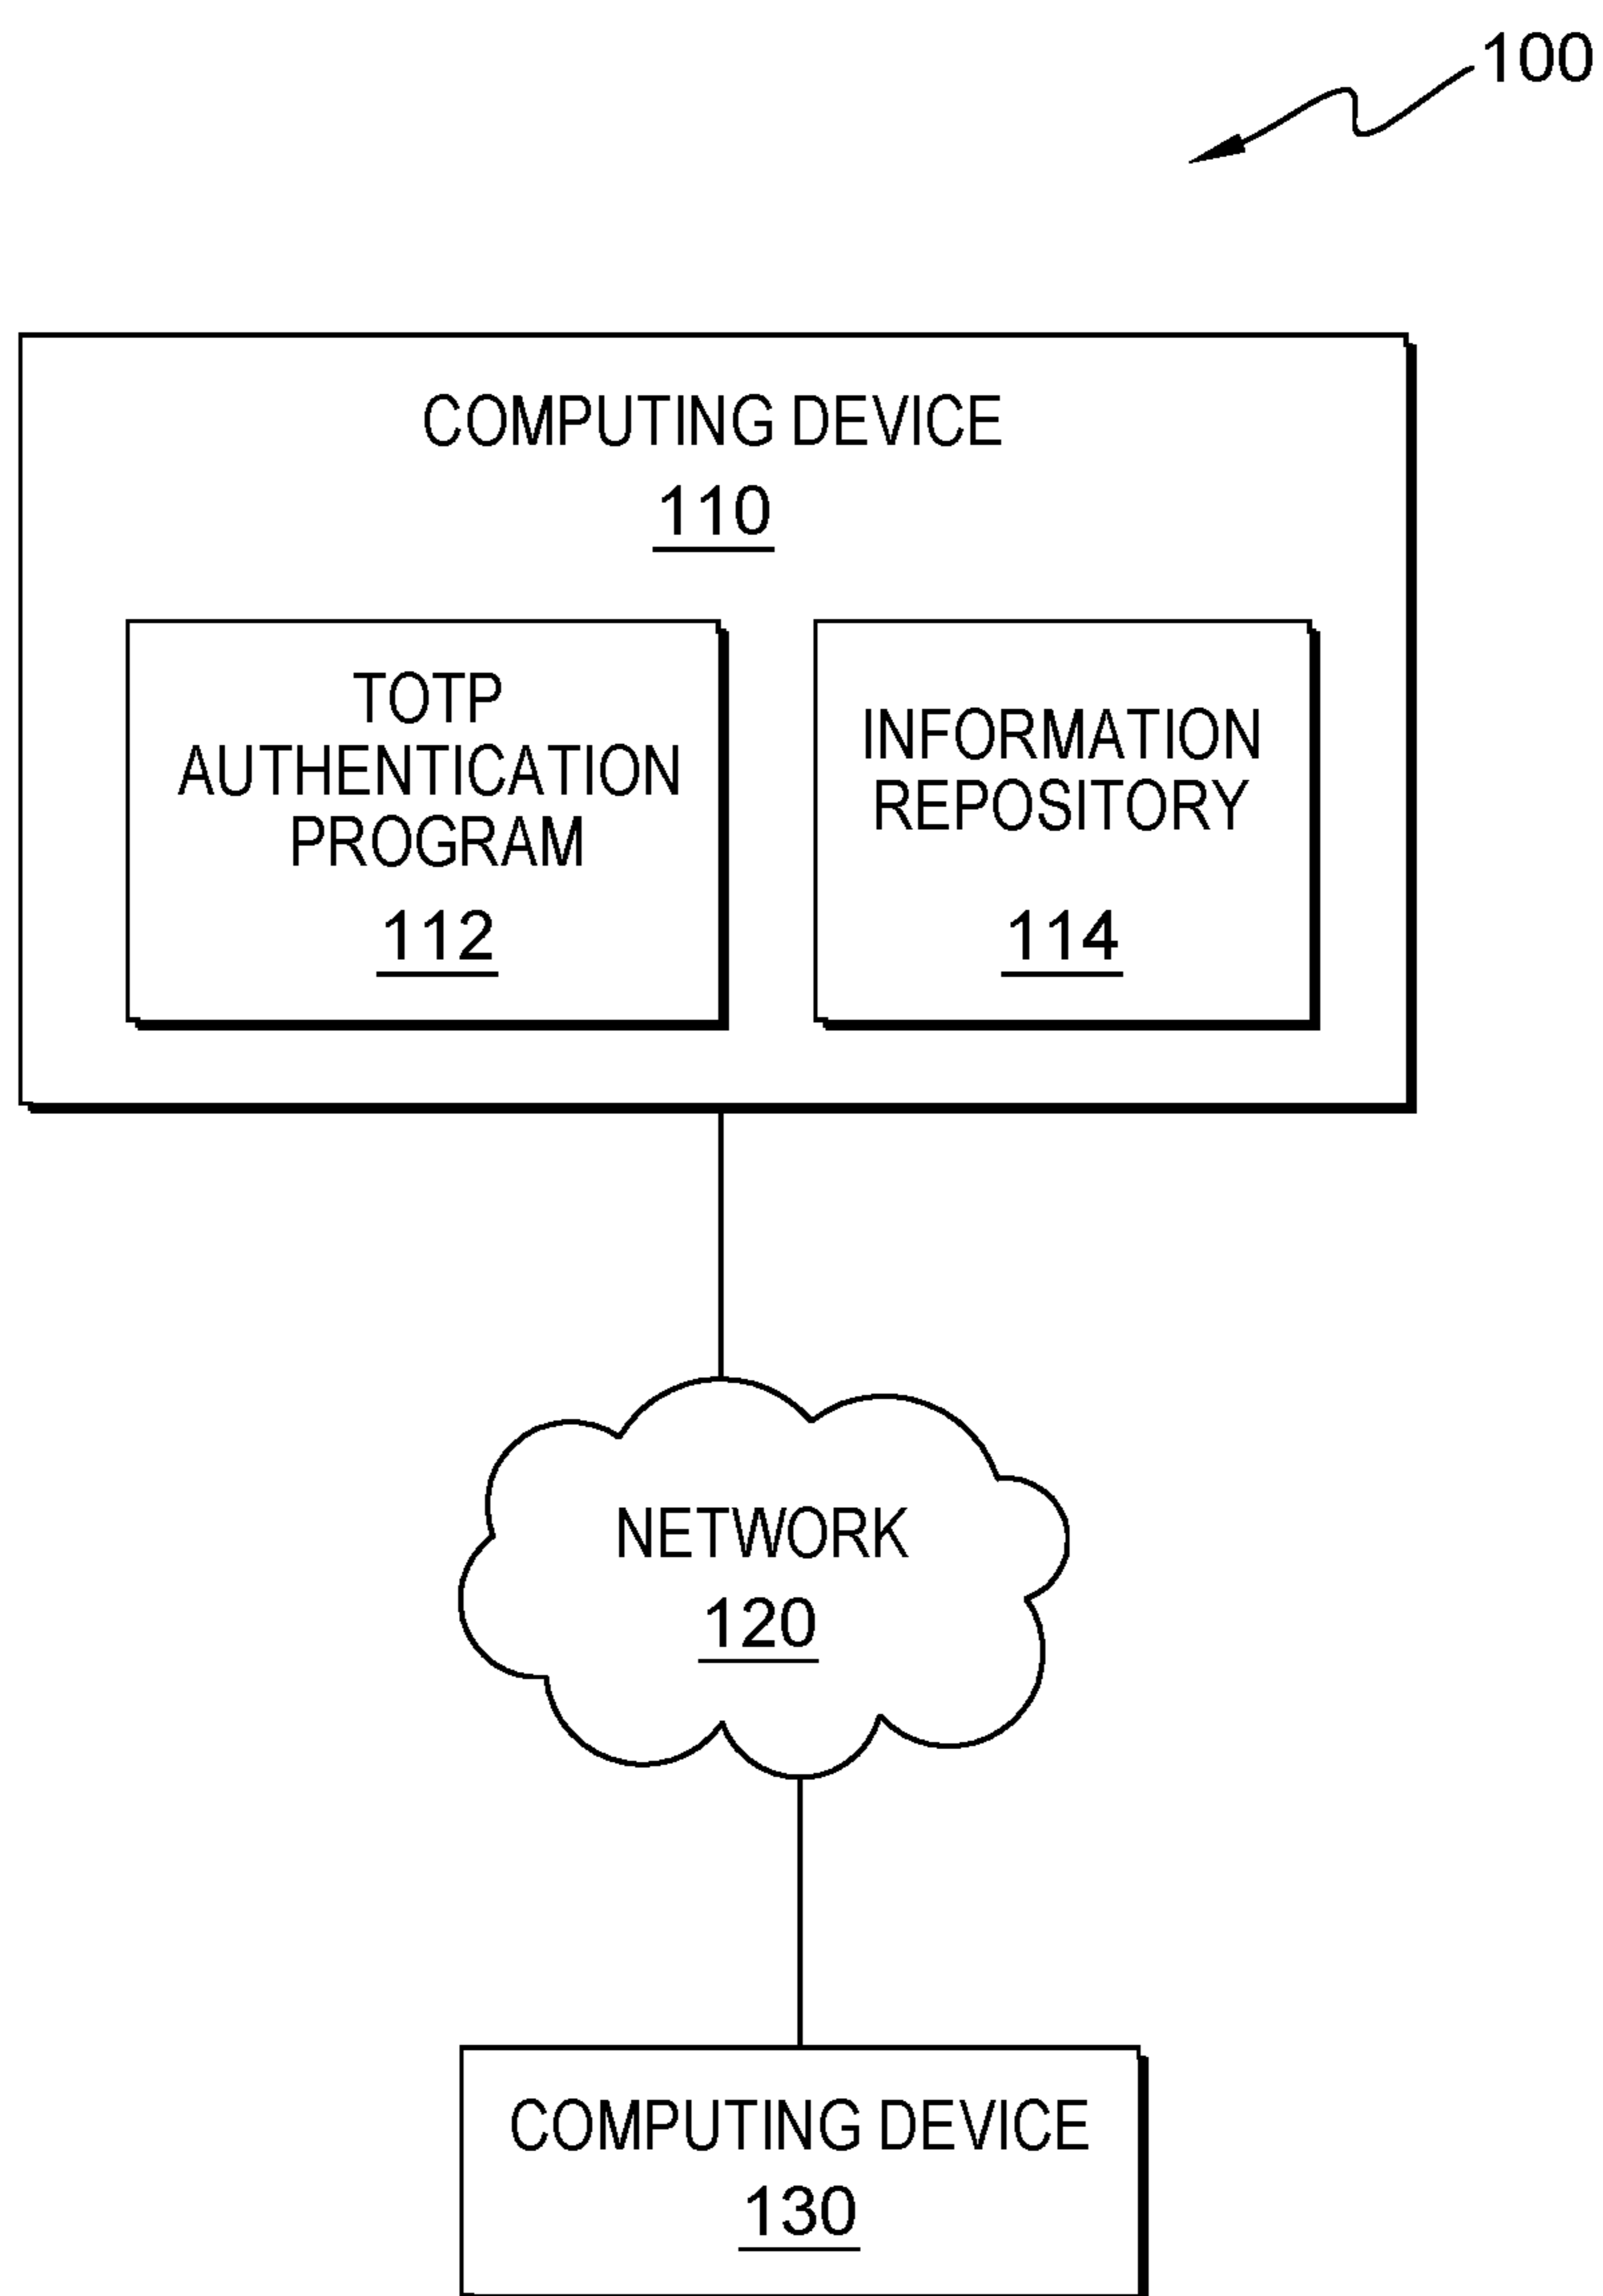 100
COMPUTING DEVICE
110
TOTP
AUTHENTICATION
PROGRAM
112
INFORMATION
REPOSITORY
114
NETWORK
120
COMPUTING DEVICE
130